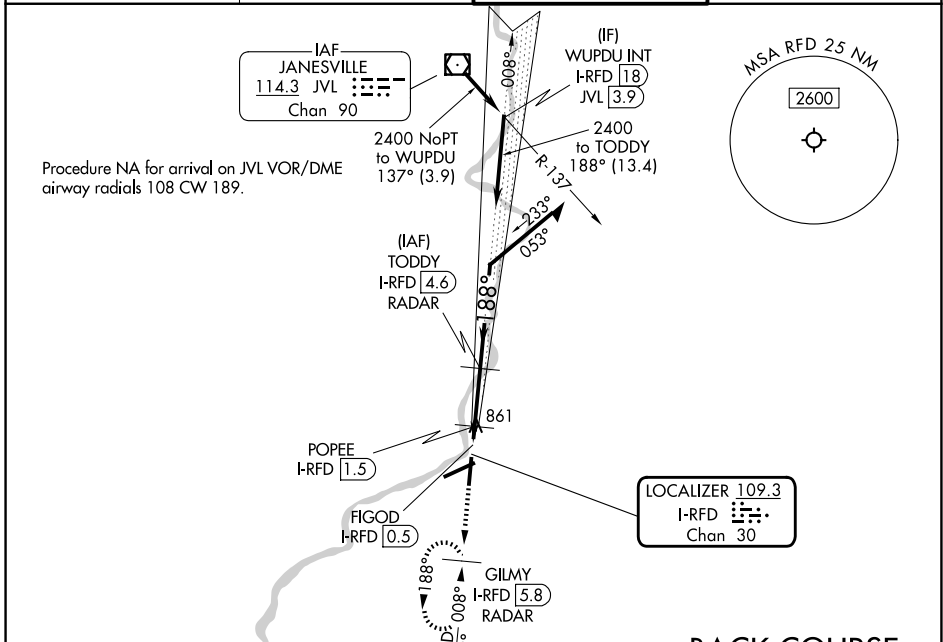 IAF
JANESVILLE
114.3 JVL
Chan 90
(IF)
WUPDU INT
I-RFD 18
JVL 3.9
008°
MSA RFD 25 NM
2600
2400 NoPT
to WUPDU
137° (3.9)
2400
to TODDY
188° (13.4)
R-137
Procedure NA for arrival on JVL VOR/DME
airway radials 108 CW 189.
233°
053°
(IAF)
TODDY
I-RFD 4.6
RADAR
188°
861
POPEE
I-RFD 1.5
FIGOD
I-RFD 0.5
LOCALIZER 109.3
I-RFD
Chan 30
188°
008°
GILMY
I-RFD 5.8
RADAR
BACK COURSE